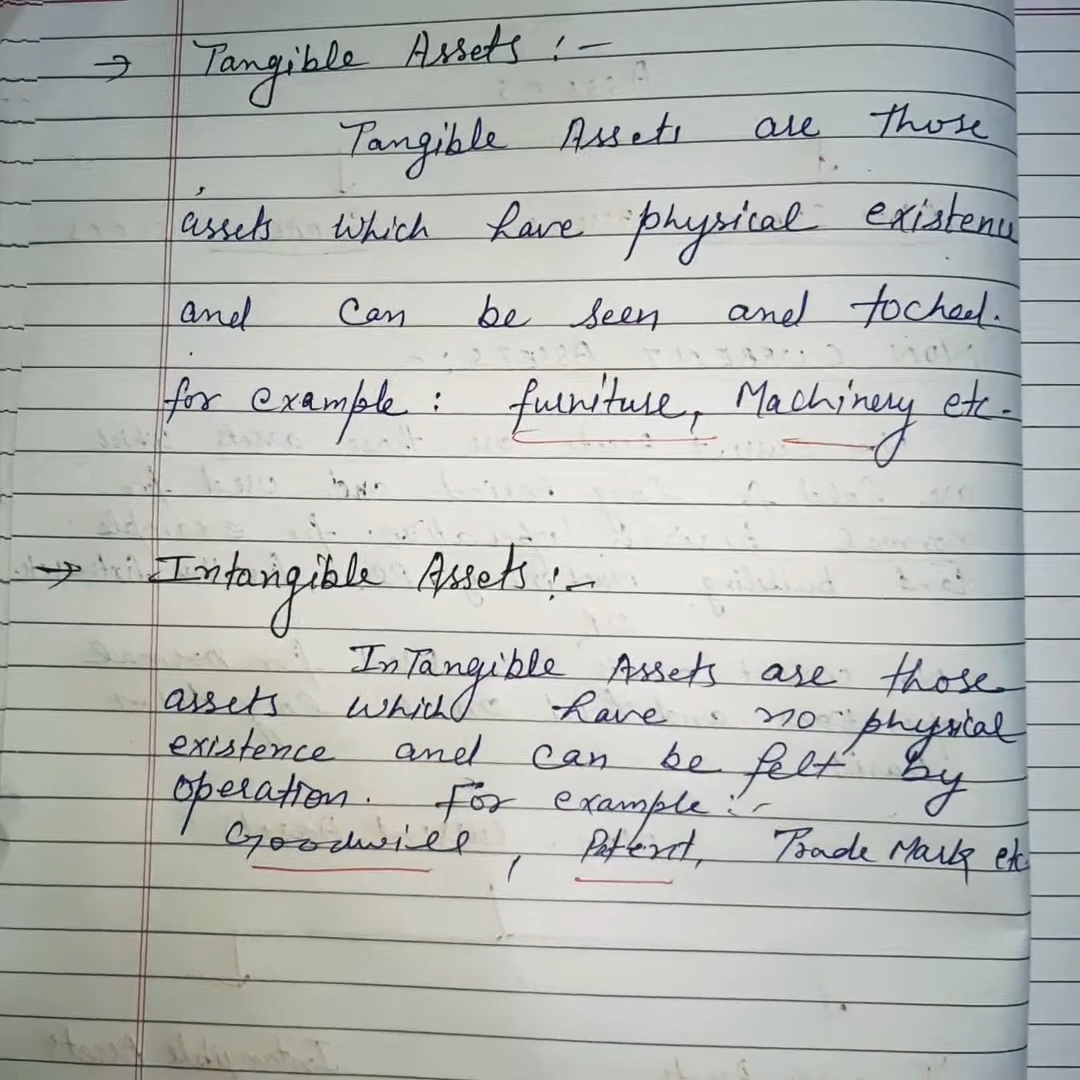 → Tangible Assets :-
Tangible Assets are those
assets which have physical existence
and can be seen and toched.
for example : furniture, Machinery etc.
→ Intangible Assets :-
InTangible Assets are those
assets which have no physical
existence and can be felt by
operation. For example :-
Goodwill, Patent, Trade Mark etc